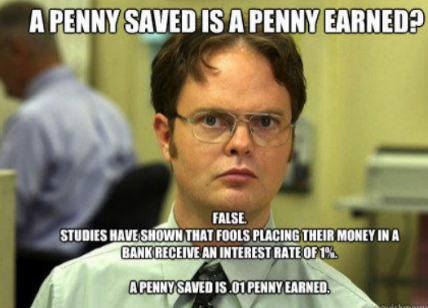 A PENNY SAVED IS A PENNY EARNED?
FALSE.
STUDIES HAVE SHOWN THAT FOOLS PLACING THEIR MONEY IN A
BANK RECEIVE AN INTEREST RATE OF 1%.
A PENNY SAVED IS .01 PENNY EARNED.